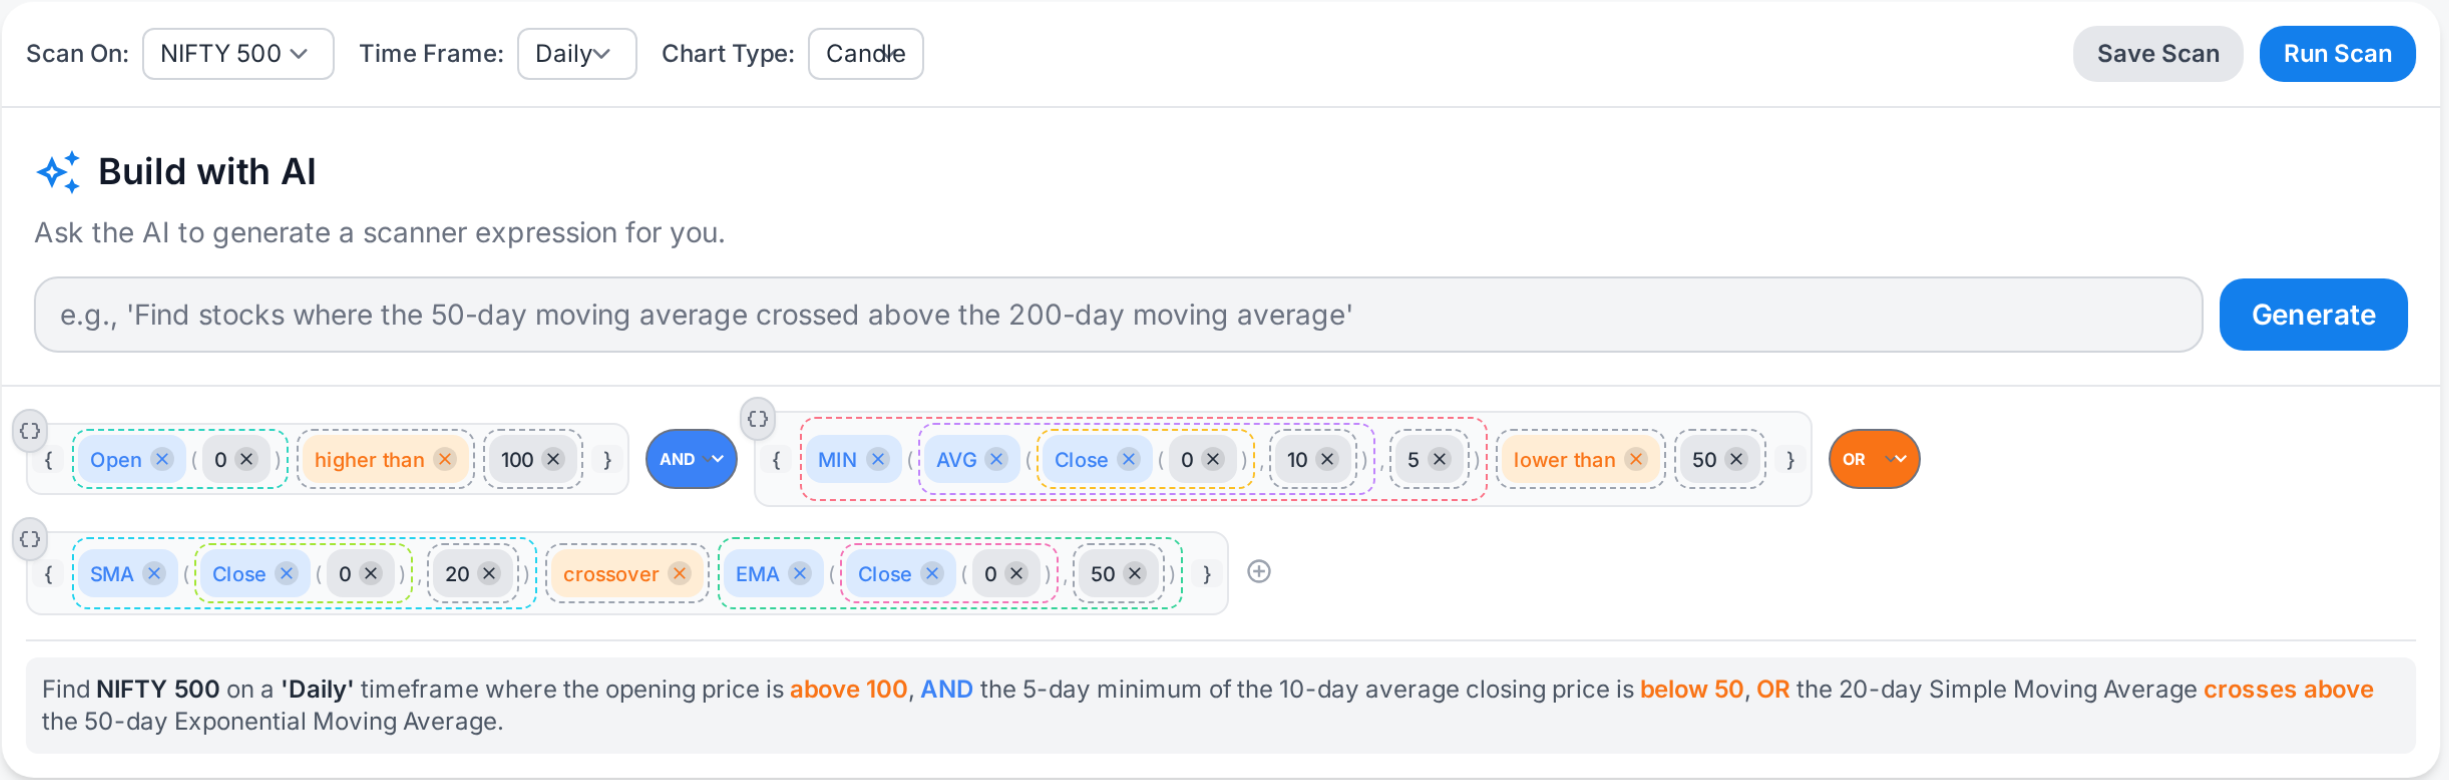 Scan On: NIFTY 500 Time Frame: Daily Chart Type: Candle Save Scan Run Scan
Build with AI
Ask the AI to generate a scanner expression for you.
e.g., 'Find stocks where the 50-day moving average crossed above the 200-day moving average' Generate
{ Open × ( 0 × ) higher than × 100 × } AND {} { MIN × ( AVG × ( Close × ( 0 × ) , 10 × ) , 5 × ) lower than × 50 × } OR
{} { SMA × ( Close × ( 0 × ) , 20 × ) crossover × EMA × ( Close × ( 0 × ) , 50 × ) }
Find NIFTY 500 on a 'Daily' timeframe where the opening price is above 100, AND the 5-day minimum of the 10-day average closing price is below 50, OR the 20-day Simple Moving Average crosses above
the 50-day Exponential Moving Average.